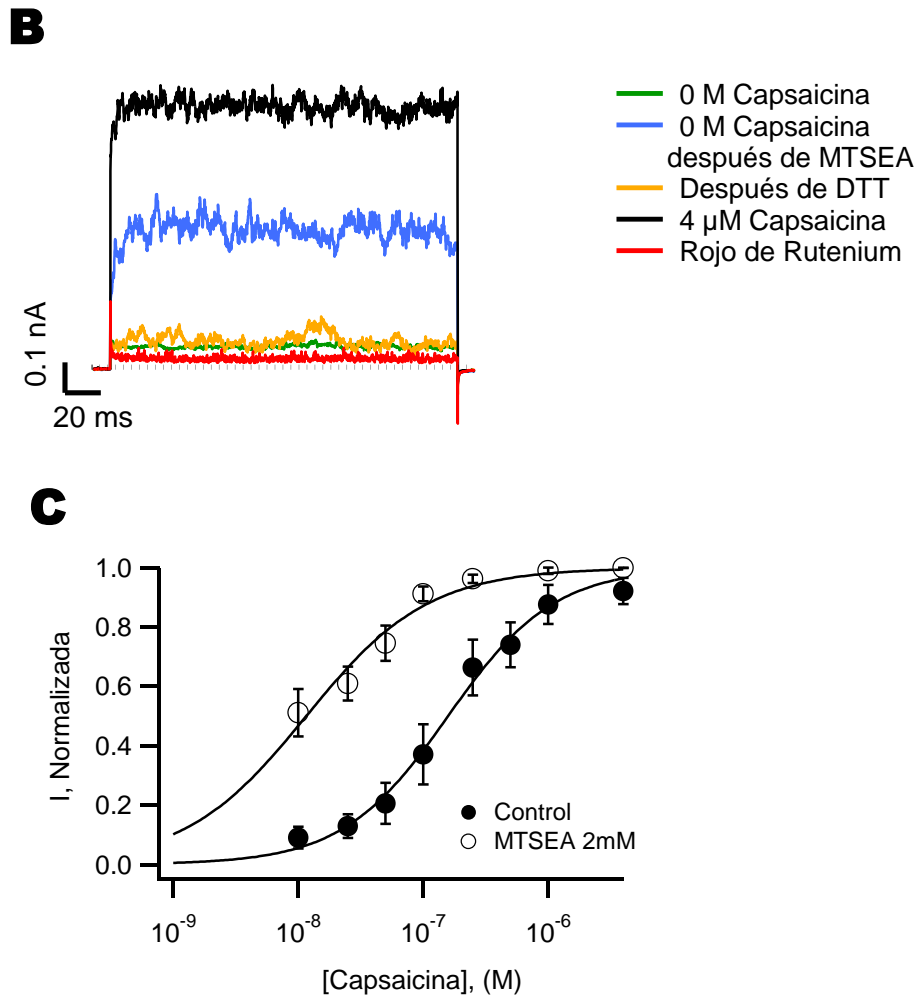 B
0 M Capsaicina
0 M Capsaicina
después de MTSEA
Después de DTT
4 µM Capsaicina
Rojo de Rutenium
0.1 nA
20 ms
C
1.0
0.8
0.6
0.4
0.2
0.0
I, Normalizada
Control
MTSEA 2mM
10-9
10-8
10-7
10-6
[Capsaicina], (M)